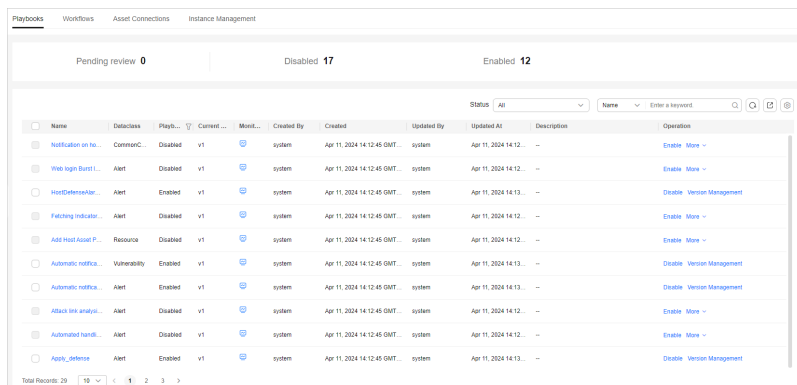 Playbooks Workflows Asset Connections Instance Management
Pending review 0 Disabled 17 Enabled 12
Status All Name Enter a keyword.
Name Dataclass Playb... Current ... Monit... Created By Created Updated By Updated At Description Operation
Notification on ho... CommonC... Disabled v1 system Apr 11, 2024 14:12:45 GMT... system Apr 11, 2024 14:12... -- Enable More
Web login Burst I... Alert Disabled v1 system Apr 11, 2024 14:12:45 GMT... system Apr 11, 2024 14:12... -- Enable More
HostDefenseAlar... Alert Enabled v1 system Apr 11, 2024 14:12:45 GMT... system Apr 11, 2024 14:13... -- Disable Version Management
Fetching Indicator... Alert Disabled v1 system Apr 11, 2024 14:12:45 GMT... system Apr 11, 2024 14:12... -- Enable More
Add Host Asset P... Resource Disabled v1 system Apr 11, 2024 14:12:45 GMT... system Apr 11, 2024 14:12... -- Enable More
Automatic notifica... Vulnerability Enabled v1 system Apr 11, 2024 14:12:45 GMT... system Apr 11, 2024 14:13... -- Disable Version Management
Automatic notifica... Alert Enabled v1 system Apr 11, 2024 14:12:45 GMT... system Apr 11, 2024 14:13... -- Disable Version Management
Attack link analysi... Alert Disabled v1 system Apr 11, 2024 14:12:45 GMT... system Apr 11, 2024 14:12... -- Enable More
Automated handli... Alert Disabled v1 system Apr 11, 2024 14:12:45 GMT... system Apr 11, 2024 14:12... -- Enable More
Apply_defense Alert Enabled v1 system Apr 11, 2024 14:12:45 GMT... system Apr 11, 2024 14:13... -- Disable Version Management
Total Records: 29 10 < 1 2 3 >